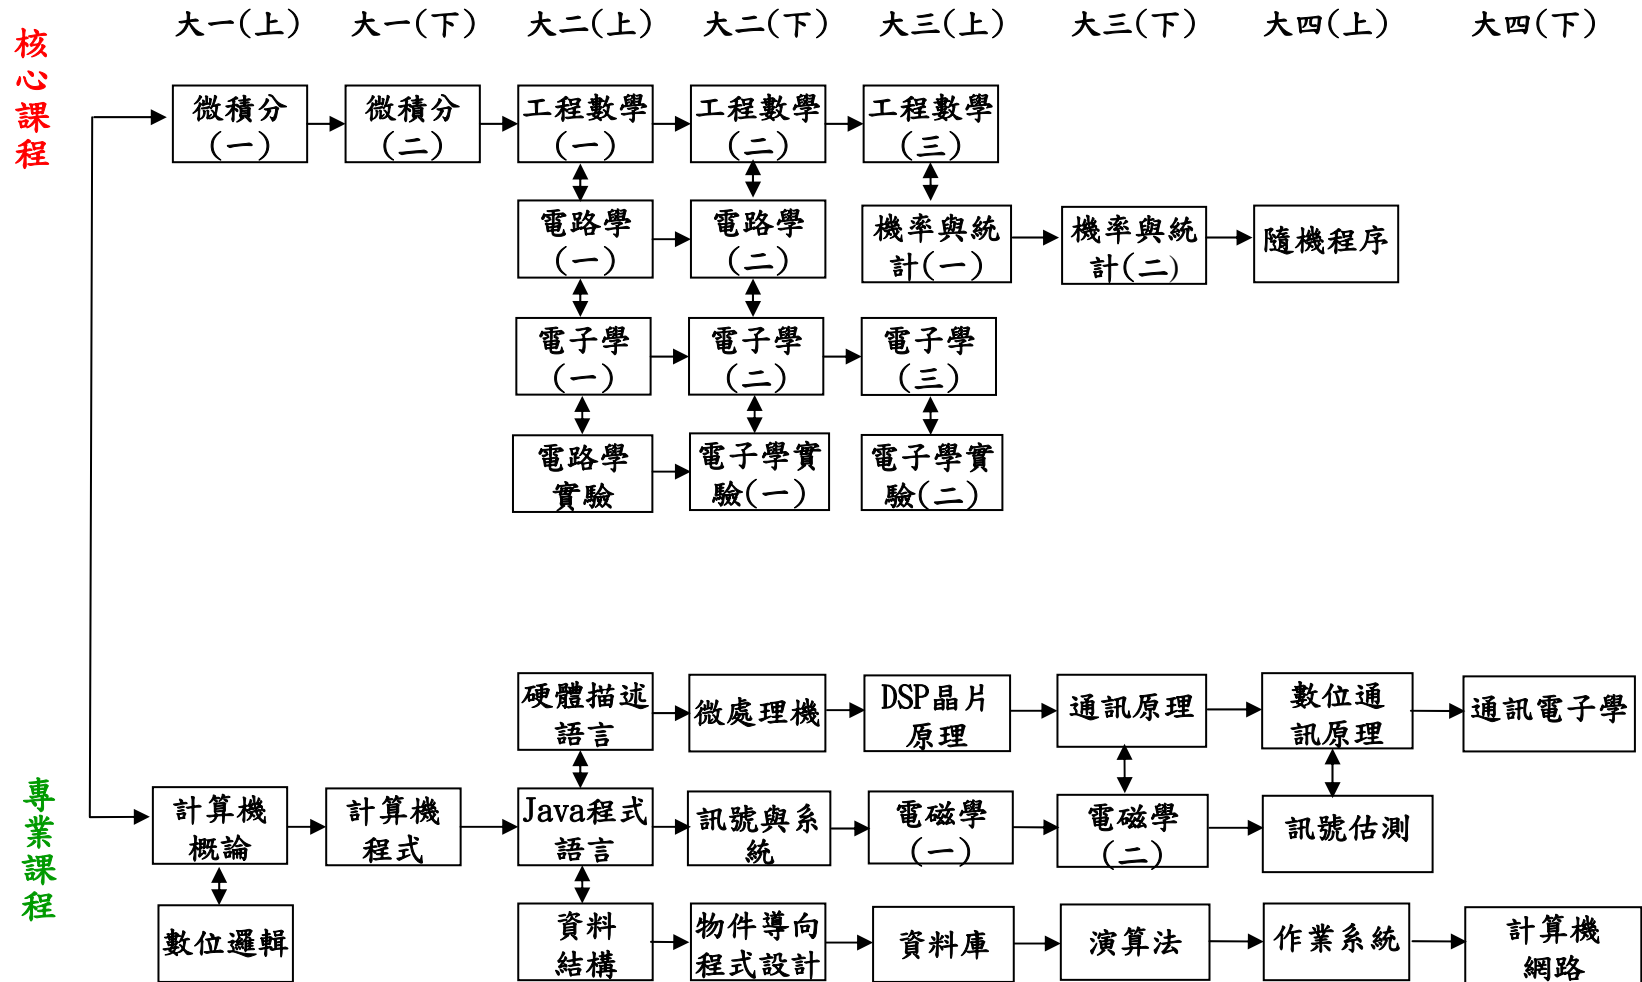 大一(上)
大一(下)
大二(上)
大二(下)
大三(上)
大三(下)
大四(上)
大四(下)
核
心
課
程
微積分
(一)
微積分
(二)
工程數學
(一)
工程數學
(二)
工程數學
(三)
電路學
(一)
電路學
(二)
機率與統
計(一)
機率與統
計(二)
隨機程序
電子學
(一)
電子學
(二)
電子學
(三)
電路學
實驗
電子學實
驗(一)
電子學實
驗(二)
專
業
課
程
硬體描述
語言
微處理機
DSP晶片
原理
通訊原理
數位通
訊原理
通訊電子學
計算機
概論
計算機
程式
Java程式
語言
訊號與系
統
電磁學
(一)
電磁學
(二)
訊號估測
數位邏輯
資料
結構
物件導向
程式設計
資料庫
演算法
作業系統
計算機
網路